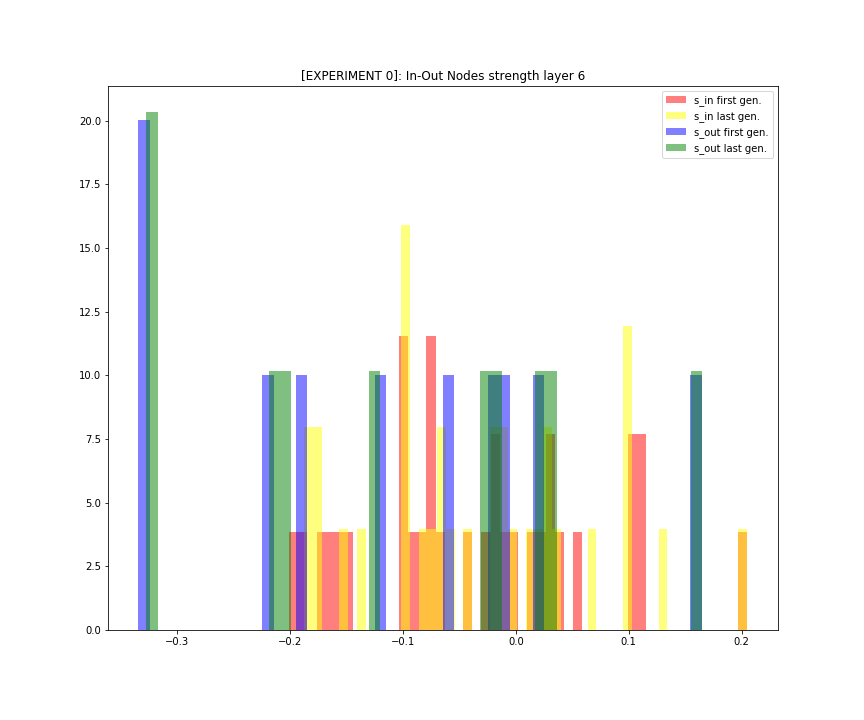 [EXPERIMENT 0]: In-Out Nodes strength layer 6
s_in first gen.
s_in last gen.
s_out first gen.
s_out last gen.
20.0
17.5
15.0
12.5
10.0
7.5
5.0
2.5
0.0
−0.3 −0.2 −0.1 0.0 0.1 0.2